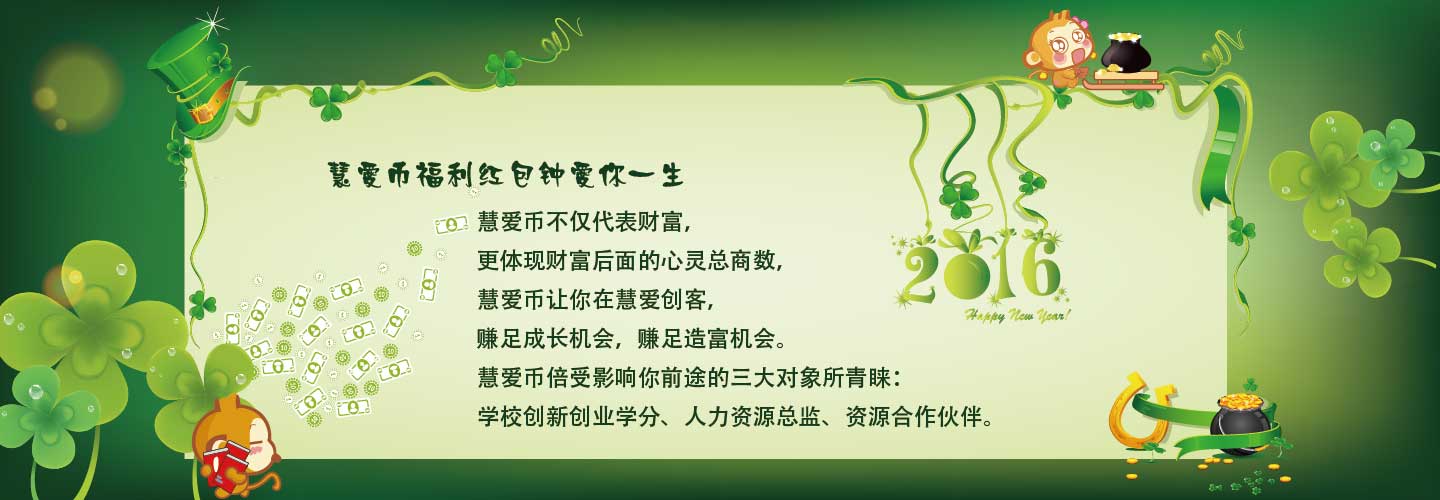 慧爱币福利红包钟爱你一生
慧爱币不仅代表财富，
更体现财富后面的心灵总商数，
慧爱币让你在慧爱创客，
赚足成长机会，赚足造富机会。
慧爱币倍受影响你前途的三大对象所青睐：
学校创新创业学分、人力资源总监、资源合作伙伴。
2016
Happy New Year!